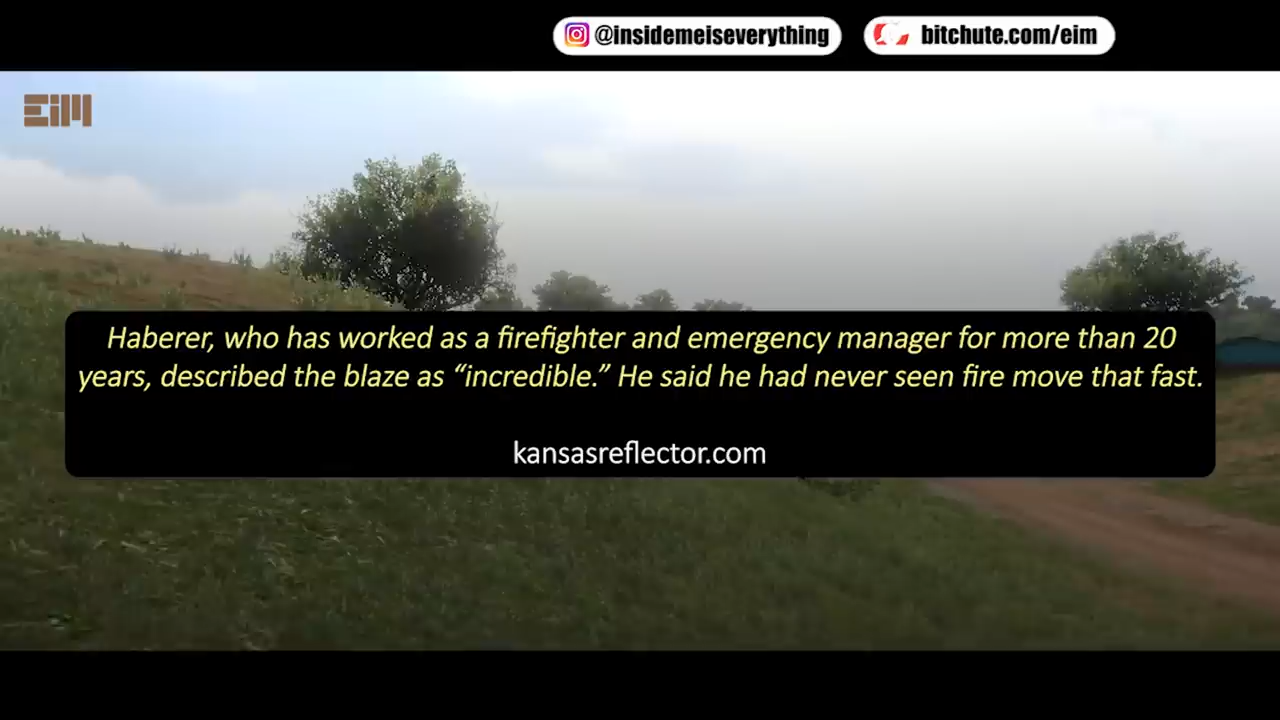 @insidemeiseverything
bitchute.com/eim
EiM
Haberer, who has worked as a firefighter and emergency manager for more than 20
years, described the blaze as “incredible.” He said he had never seen fire move that fast.
kansasreflector.com